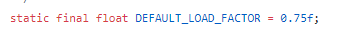 static final float DEFAULT_LOAD_FACTOR = 0.75f;